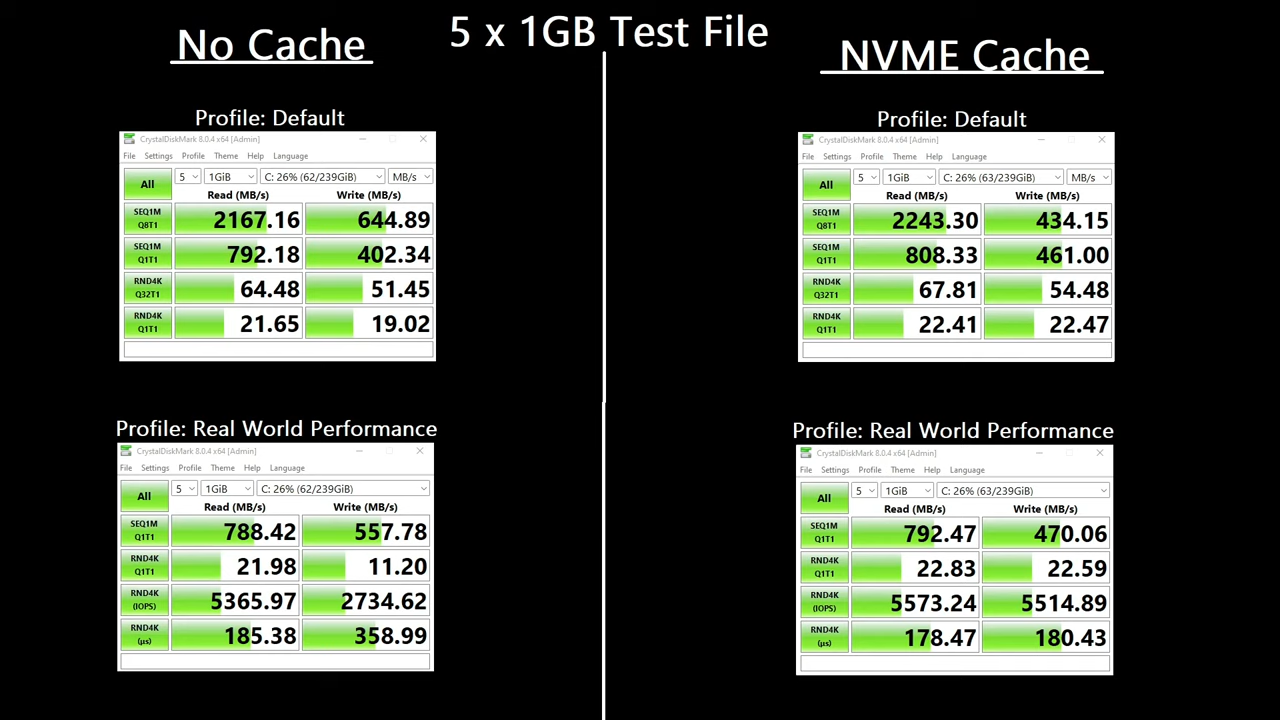 5 x 1GB Test File
No Cache
Profile: Default
CrystalDiskMark 8.0.4 x64 [Admin]
File Settings Profile Theme Help Language
All 5 1GiB C: 26% (62/239GiB) MB/s
Read (MB/s) Write (MB/s)
SEQ1M Q8T1 2167.16 644.89
SEQ1M Q1T1 792.18 402.34
RND4K Q32T1 64.48 51.45
RND4K Q1T1 21.65 19.02
Profile: Real World Performance
CrystalDiskMark 8.0.4 x64 [Admin]
File Settings Profile Theme Help Language
All 5 1GiB C: 26% (62/239GiB)
Read (MB/s) Write (MB/s)
SEQ1M Q1T1 788.42 557.78
RND4K Q1T1 21.98 11.20
RND4K (IOPS) 5365.97 2734.62
RND4K (μs) 185.38 358.99
NVME Cache
Profile: Default
CrystalDiskMark 8.0.4 x64 [Admin]
File Settings Profile Theme Help Language
All 5 1GiB C: 26% (63/239GiB) MB/s
Read (MB/s) Write (MB/s)
SEQ1M Q8T1 2243.30 434.15
SEQ1M Q1T1 808.33 461.00
RND4K Q32T1 67.81 54.48
RND4K Q1T1 22.41 22.47
Profile: Real World Performance
CrystalDiskMark 8.0.4 x64 [Admin]
File Settings Profile Theme Help Language
All 5 1GiB C: 26% (63/239GiB)
Read (MB/s) Write (MB/s)
SEQ1M Q1T1 792.47 470.06
RND4K Q1T1 22.83 22.59
RND4K (IOPS) 5573.24 5514.89
RND4K (μs) 178.47 180.43